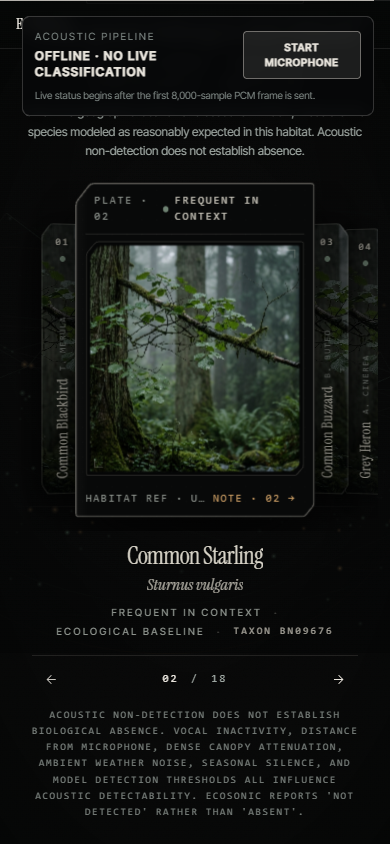 ACOUSTIC PIPELINE
OFFLINE · NO LIVE
CLASSIFICATION
START
MICROPHONE
Live status begins after the first 8,000-sample PCM frame is sent.
species modeled as reasonably expected in this habitat. Acoustic
non-detection does not establish absence.
PLATE ·
02
FREQUENT IN
CONTEXT
01
Common Blackbird
T. MERULA
03
Common Buzzard
B. BUTEO
Grey Heron
A. CINEREA
HABITAT REF · U… NOTE · 02 →
Common Starling
Sturnus vulgaris
FREQUENT IN CONTEXT ·
ECOLOGICAL BASELINE · TAXON BN09676
← 02 / 18 →
ACOUSTIC NON-DETECTION DOES NOT ESTABLISH
BIOLOGICAL ABSENCE. VOCAL INACTIVITY, DISTANCE
FROM MICROPHONE, DENSE CANOPY ATTENUATION,
AMBIENT WEATHER NOISE, SEASONAL SILENCE, AND
MODEL DETECTION THRESHOLDS ALL INFLUENCE
ACOUSTIC DETECTABILITY. ECOSONIC REPORTS 'NOT
DETECTED' RATHER THAN 'ABSENT'.